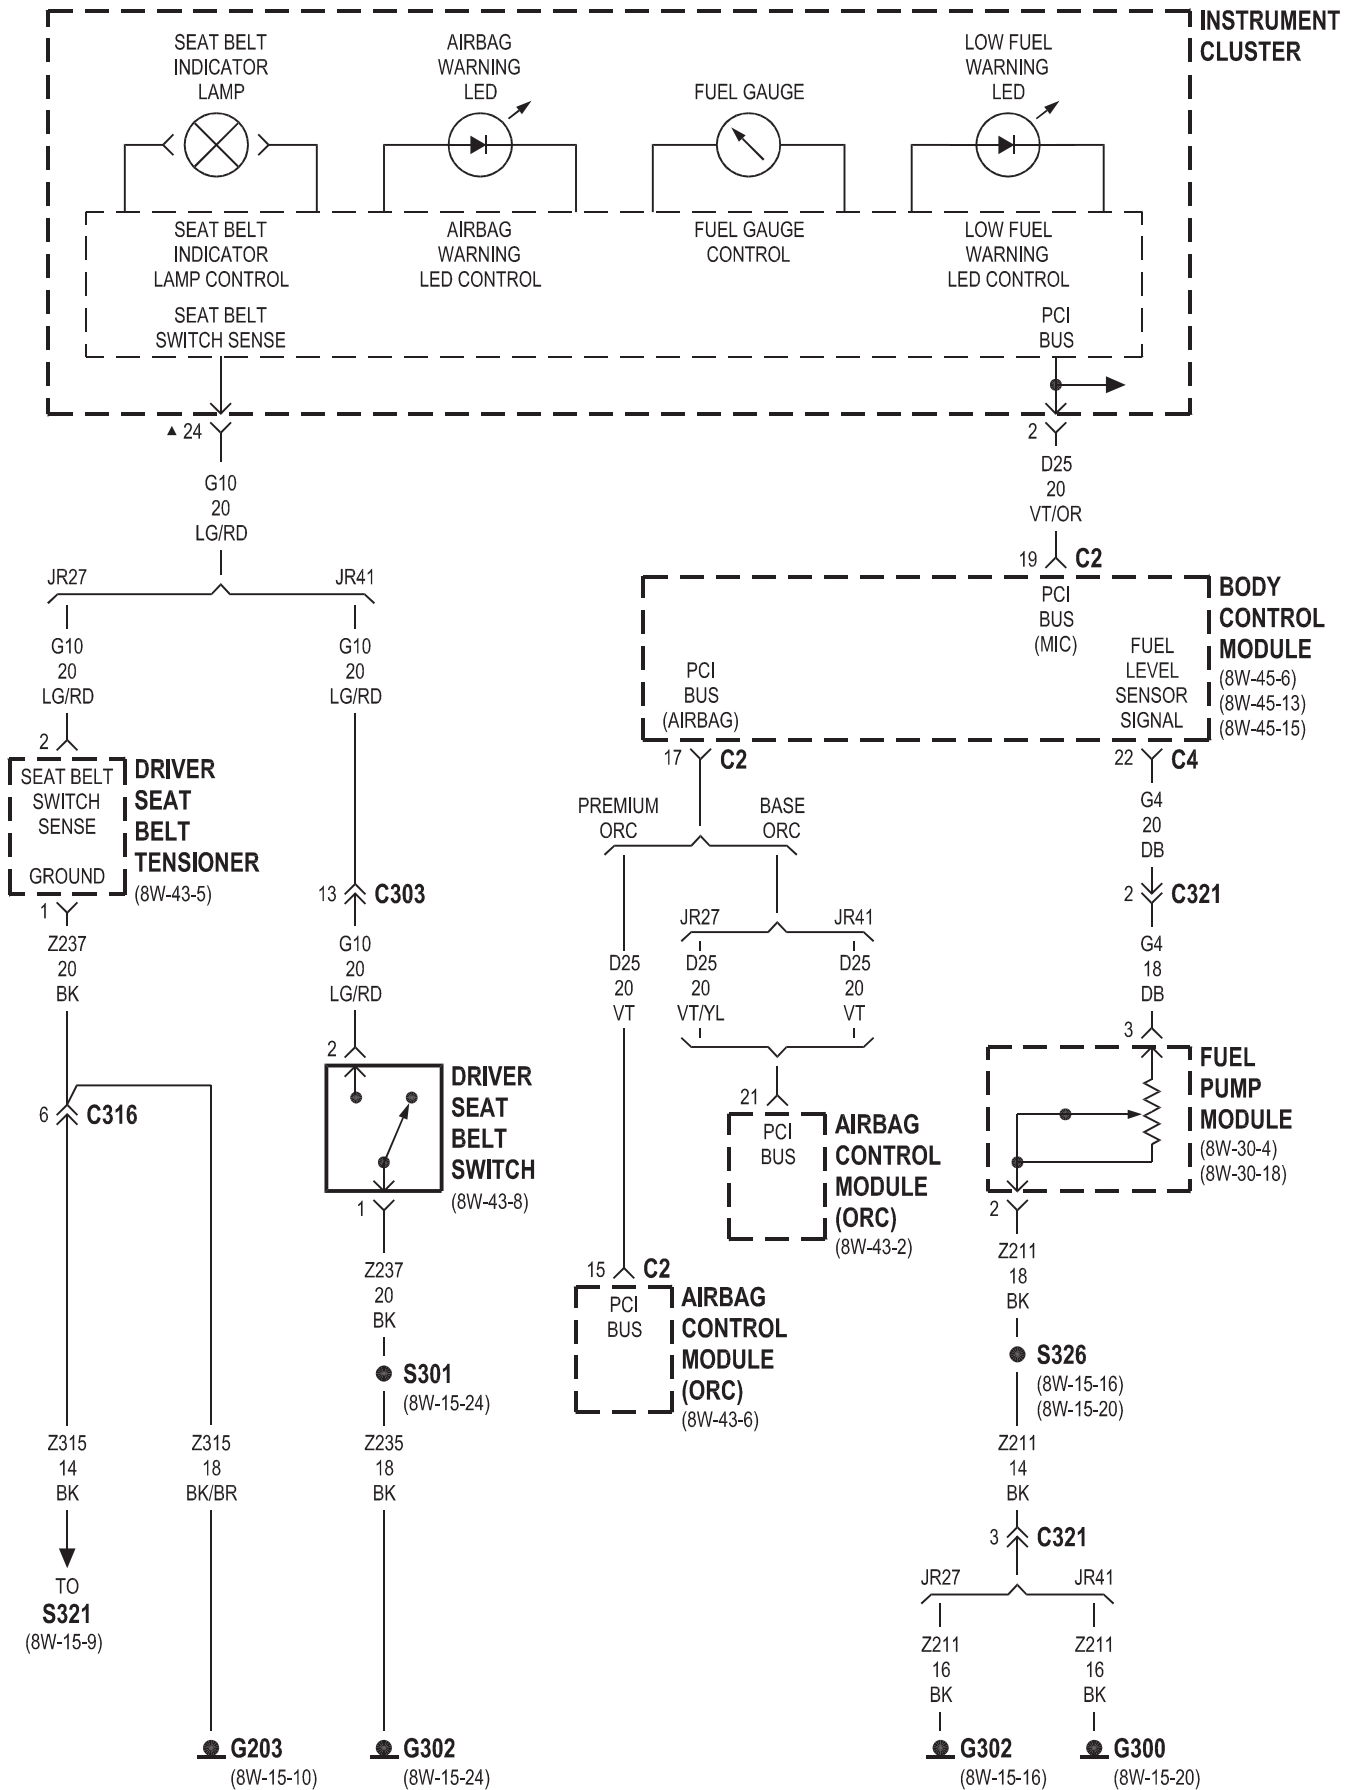 INSTRUMENT
CLUSTER
SEAT BELT
INDICATOR
LAMP
AIRBAG
WARNING
LED
FUEL GAUGE
LOW FUEL
WARNING
LED
SEAT BELT
INDICATOR
LAMP CONTROL
AIRBAG
WARNING
LED CONTROL
FUEL GAUGE
CONTROL
LOW FUEL
WARNING
LED CONTROL
SEAT BELT
SWITCH SENSE
PCI
BUS
▲ 24
2
G10
20
LG/RD
D25
20
VT/OR
JR27
JR41
19
C2
G10
20
LG/RD
G10
20
LG/RD
PCI
BUS
(MIC)
PCI
BUS
(AIRBAG)
FUEL
LEVEL
SENSOR
SIGNAL
BODY
CONTROL
MODULE
(8W-45-6)
(8W-45-13)
(8W-45-15)
2
SEAT BELT
SWITCH
SENSE
GROUND
DRIVER
SEAT
BELT
TENSIONER
(8W-43-5)
1
Z237
20
BK
13
C303
G10
20
LG/RD
17
C2
PREMIUM
ORC
BASE
ORC
JR27
JR41
D25
20
VT
D25
20
VT/YL
D25
20
VT
22
C4
G4
20
DB
2
C321
G4
18
DB
3
6
C316
2
DRIVER
SEAT
BELT
SWITCH
(8W-43-8)
1
21
PCI
BUS
AIRBAG
CONTROL
MODULE
(ORC)
(8W-43-2)
FUEL
PUMP
MODULE
(8W-30-4)
(8W-30-18)
2
Z237
20
BK
S301
(8W-15-24)
15
C2
PCI
BUS
AIRBAG
CONTROL
MODULE
(ORC)
(8W-43-6)
Z211
18
BK
S326
(8W-15-16)
(8W-15-20)
Z315
14
BK
Z315
18
BK/BR
Z235
18
BK
Z211
14
BK
3
C321
TO
S321
(8W-15-9)
JR27
JR41
Z211
16
BK
Z211
16
BK
G203
(8W-15-10)
G302
(8W-15-24)
G302
(8W-15-16)
G300
(8W-15-20)